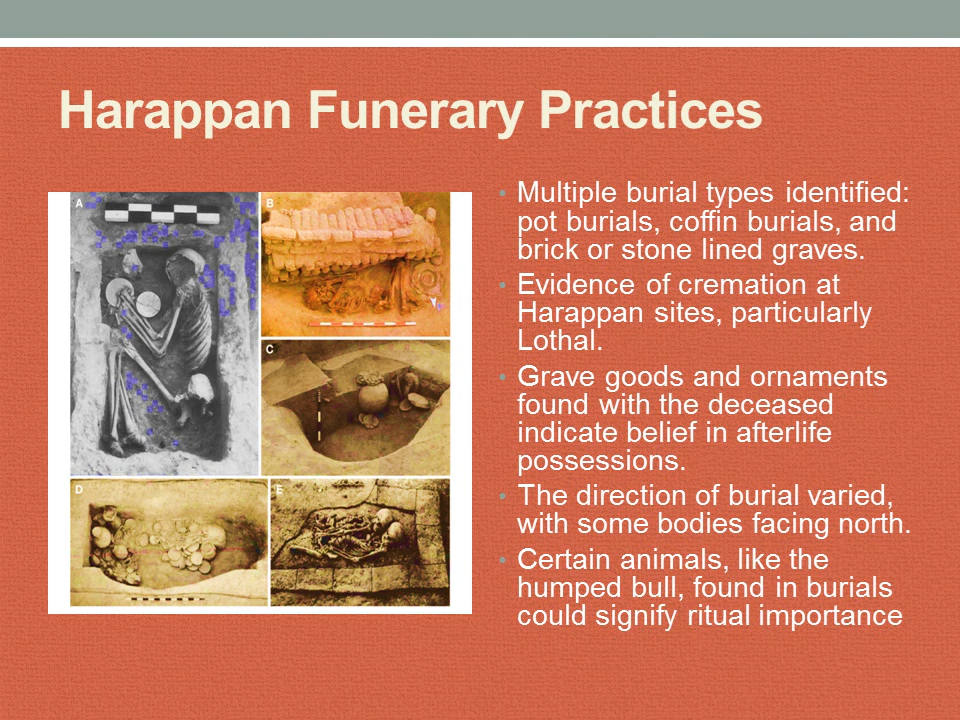 Harappan Funerary Practices
A
B
C
D
E
• Multiple burial types identified:
pot burials, coffin burials, and
brick or stone lined graves.
• Evidence of cremation at
Harappan sites, particularly
Lothal.
• Grave goods and ornaments
found with the deceased
indicate belief in afterlife
possessions.
• The direction of burial varied,
with some bodies facing north.
• Certain animals, like the
humped bull, found in burials
could signify ritual importance